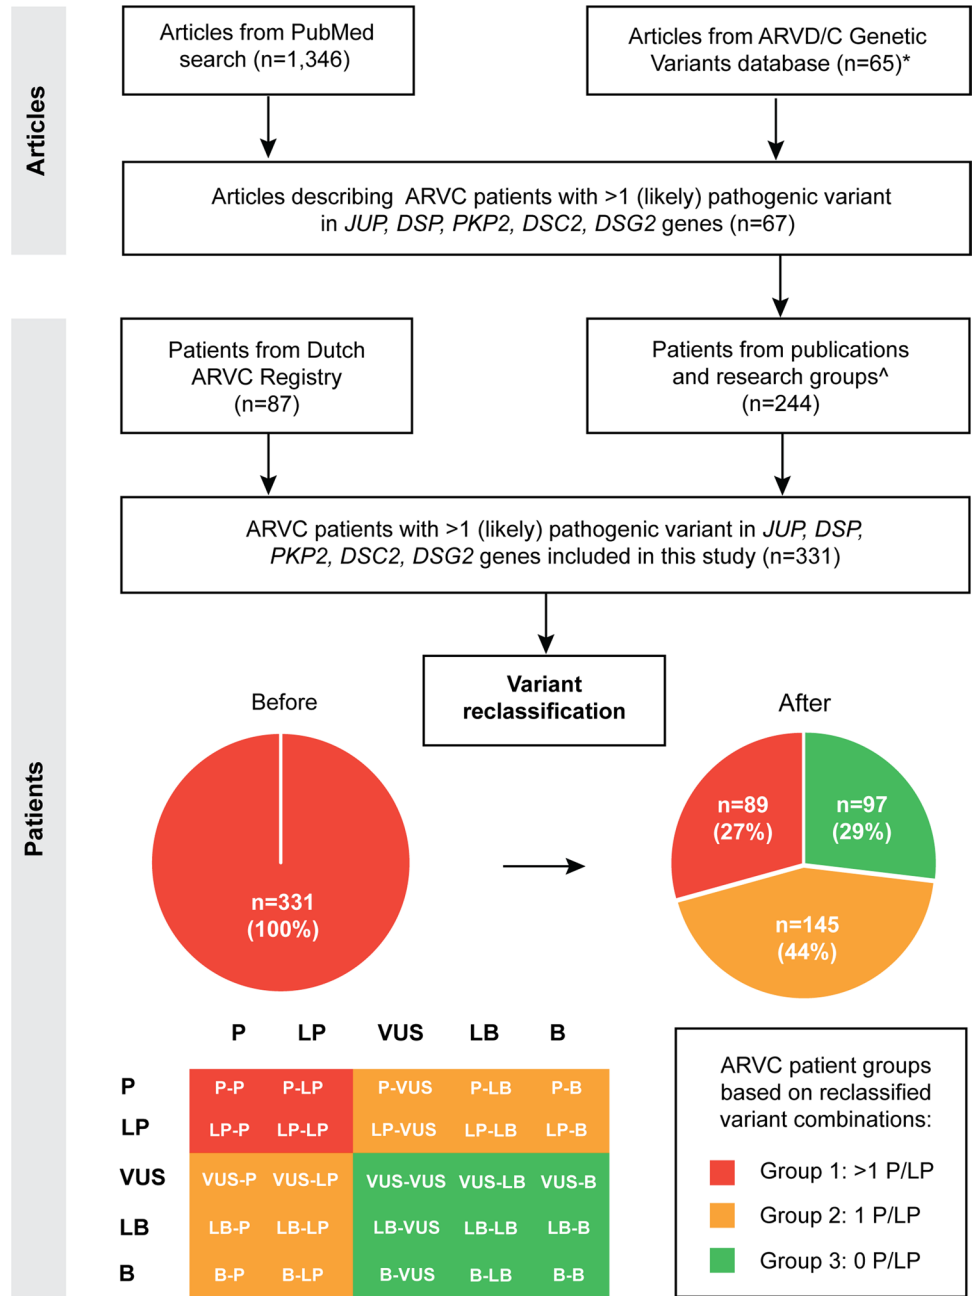 Articles
Articles from PubMed
search (n=1,346)
Articles from ARVD/C Genetic
Variants database (n=65)*
Articles describing ARVC patients with >1 (likely) pathogenic variant
in JUP, DSP, PKP2, DSC2, DSG2 genes (n=67)
Patients
Patients from Dutch
ARVC Registry
(n=87)
Patients from publications
and research groups^
(n=244)
ARVC patients with >1 (likely) pathogenic variant in JUP, DSP,
PKP2, DSC2, DSG2 genes included in this study (n=331)
Variant
reclassification
Before
n=331
(100%)
After
n=89
(27%)
n=97
(29%)
n=145
(44%)
P LP VUS LB B
P P-P P-LP P-VUS P-LB P-B
LP LP-P LP-LP LP-VUS LP-LB LP-B
VUS VUS-P VUS-LP VUS-VUS VUS-LB VUS-B
LB LB-P LB-LP LB-VUS LB-LB LB-B
B B-P B-LP B-VUS B-LB B-B
ARVC patient groups
based on reclassified
variant combinations:
Group 1: >1 P/LP
Group 2: 1 P/LP
Group 3: 0 P/LP